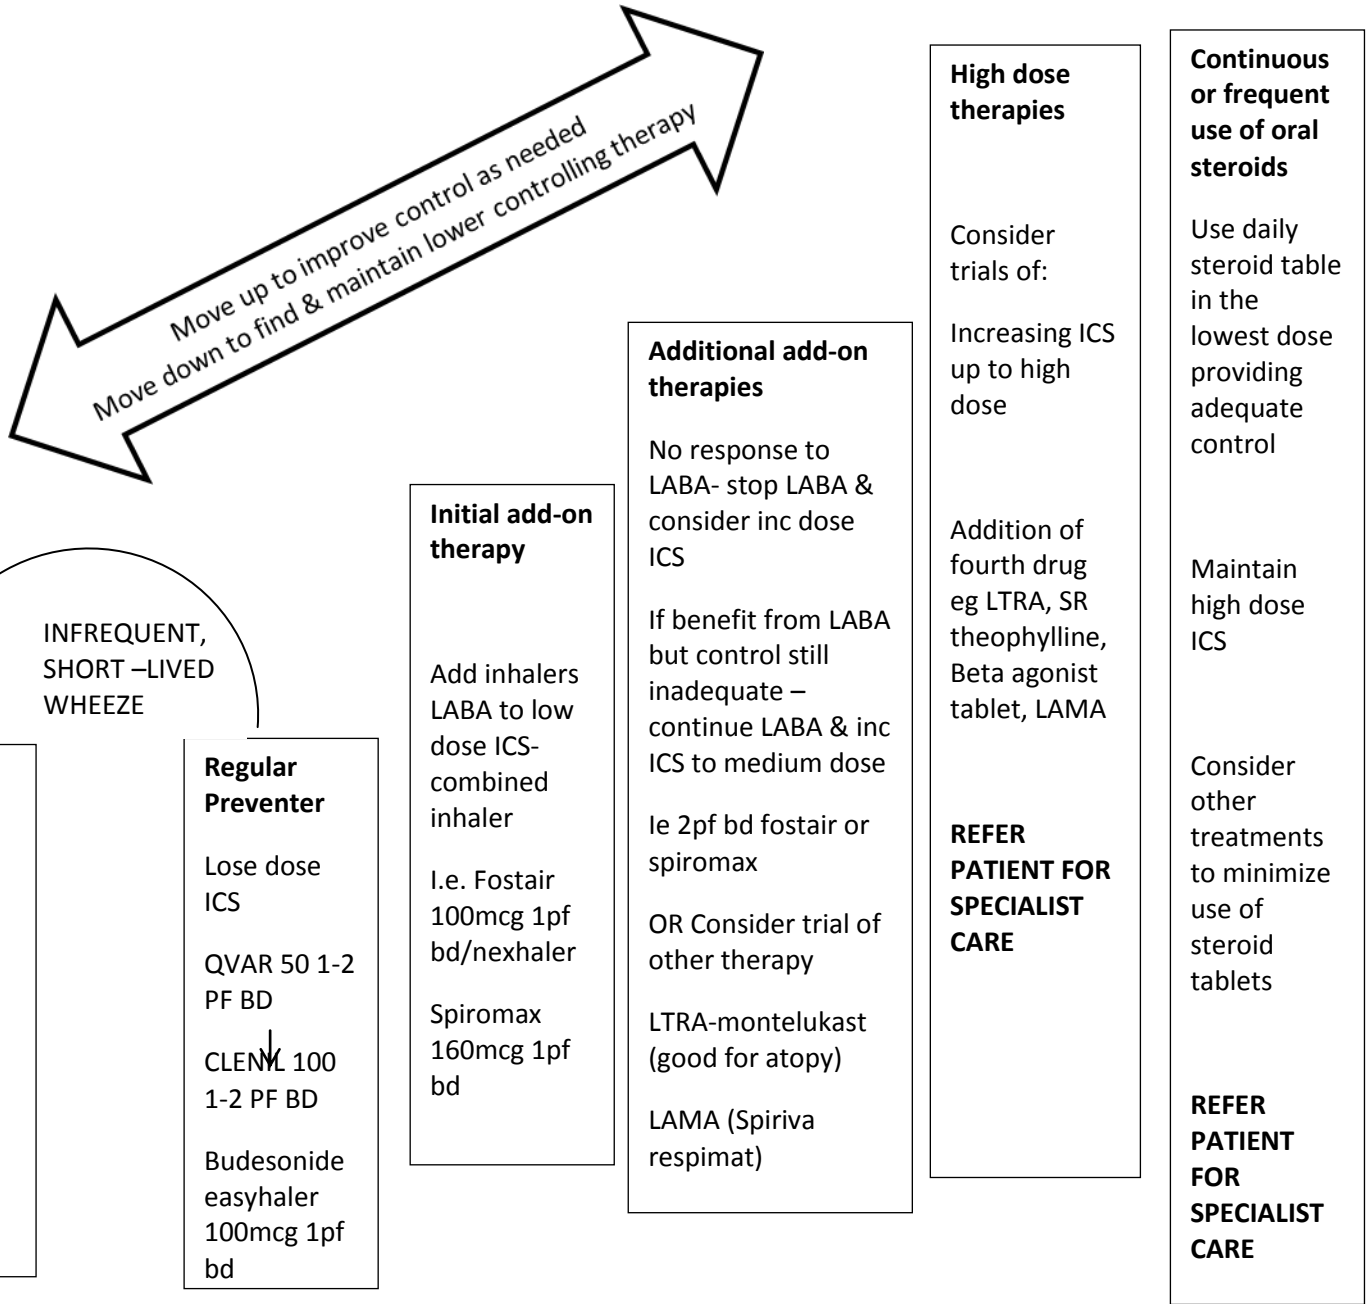 Move up to improve control as needed
Move down to find & maintain lower controlling therapy
INFREQUENT,
SHORT –LIVED
WHEEZE
Regular
Preventer
Lose dose
ICS
QVAR 50 1-2
PF BD
CLENIL 100
1-2 PF BD
Budesonide
easyhaler
100mcg 1pf
bd
Initial add-on
therapy
Add inhalers
LABA to low
dose ICS-
combined
inhaler
I.e. Fostair
100mcg 1pf
bd/nexhaler
Spiromax
160mcg 1pf
bd
Additional add-on
therapies
No response to
LABA- stop LABA &
consider inc dose
ICS
If benefit from LABA
but control still
inadequate –
continue LABA & inc
ICS to medium dose
Ie 2pf bd fostair or
spiromax
OR Consider trial of
other therapy
LTRA-montelukast
(good for atopy)
LAMA (Spiriva
respimat)
High dose
therapies
Consider
trials of:
Increasing ICS
up to high
dose
Addition of
fourth drug
eg LTRA, SR
theophylline,
Beta agonist
tablet, LAMA
REFER
PATIENT FOR
SPECIALIST
CARE
Continuous
or frequent
use of oral
steroids
Use daily
steroid table
in the
lowest dose
providing
adequate
control
Maintain
high dose
ICS
Consider
other
treatments
to minimize
use of
steroid
tablets
REFER
PATIENT
FOR
SPECIALIST
CARE